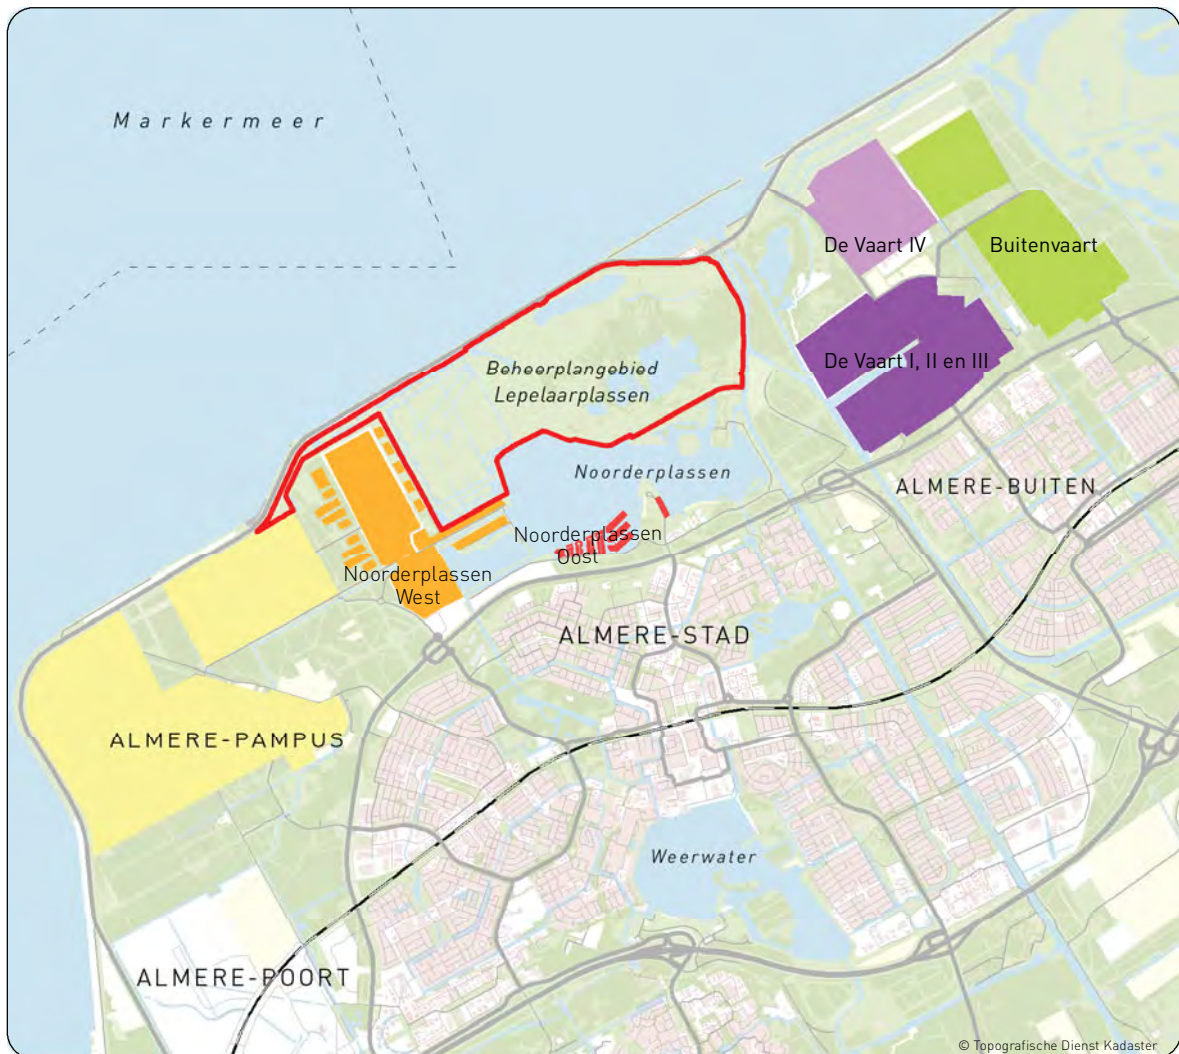 Markermeer
De Vaart IV
Buitenvaart
Beheerplangebied
Lepelaarplassen
De Vaart I, II en III
Noorderplassen
ALMERE-BUITEN
Noorderplassen
Oost
Noorderplassen
West
ALMERE-STAD
ALMERE-PAMPUS
Weerwater
ALMERE-POORT
© Topografische Dienst Kadaster